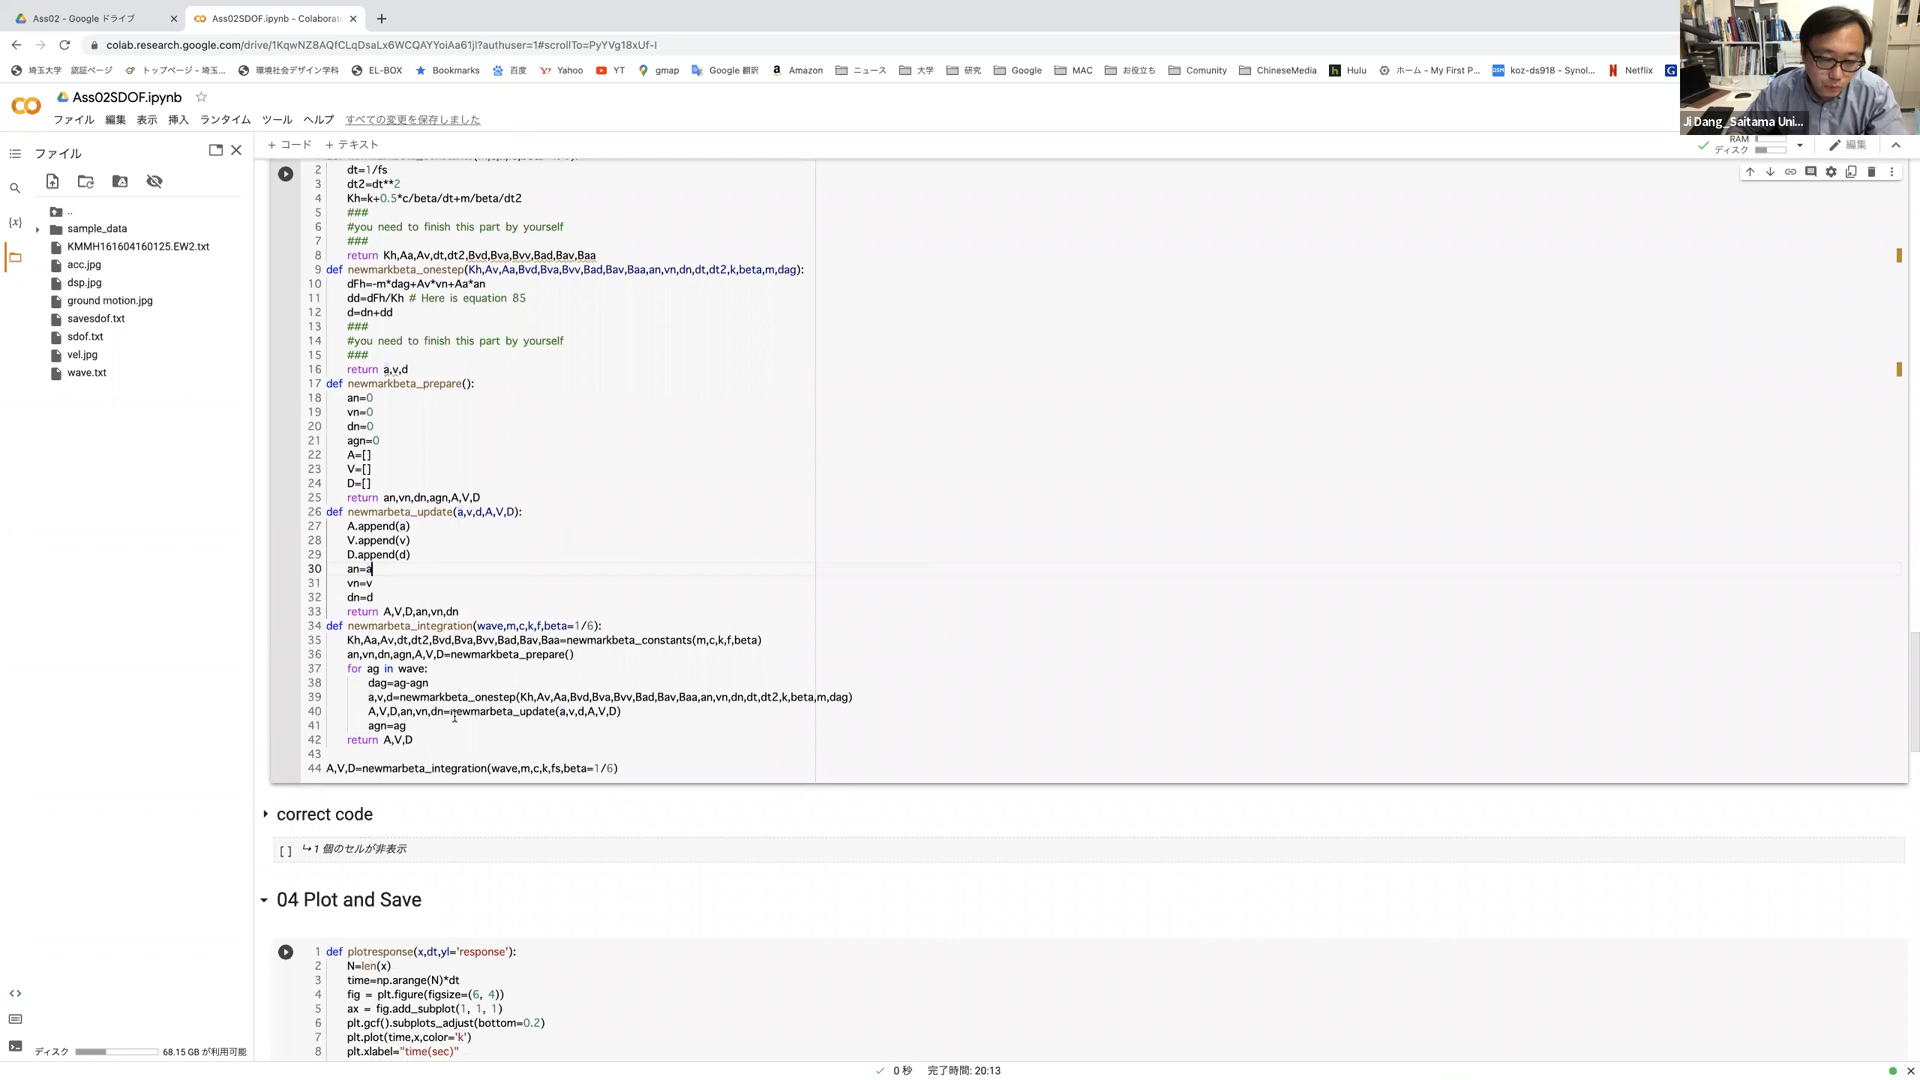 Ass02 - Google ドライブ
Ass02SDOF.ipynb - Colaborat
colab.research.google.com/drive/1KqwNZ8AQfCLqDsaLx6WCQAYYoiAa61jl?authuser=1#scrollTo=PyYVg18xUf-I
埼玉大学 認証ページ トップページ - 埼玉... 環境社会デザイン学科 EL-BOX Bookmarks 百度 Yahoo YT gmap Google 翻訳 Amazon ニュース 大学 研究 Google MAC お役立ち Comunity ChineseMedia Hulu ホーム - My First P... koz-ds918 - Synol... Netflix
Ass02SDOF.ipynb
ファイル 編集 表示 挿入 ランタイム ツール ヘルプ すべての変更を保存しました
Ji Dang_Saitama Uni...
ファイル
+ コード + テキスト
RAM
ディスク
編集
..
sample_data
KMMH161604160125.EW2.txt
acc.jpg
dsp.jpg
ground motion.jpg
savesdof.txt
sdof.txt
vel.jpg
wave.txt
2 dt=1/fs
3 dt2=dt**2
4 Kh=k+0.5*c/beta/dt+m/beta/dt2
5 ###
6 #you need to finish this part by yourself
7 ###
8 return Kh,Aa,Av,dt,dt2,Bvd,Bva,Bvv,Bad,Bav,Baa
9 def newmarkbeta_onestep(Kh,Av,Aa,Bvd,Bva,Bvv,Bad,Bav,Baa,an,vn,dn,dt,dt2,k,beta,m,dag):
10 dFh=-m*dag+Av*vn+Aa*an
11 dd=dFh/Kh # Here is equation 85
12 d=dn+dd
13 ###
14 #you need to finish this part by yourself
15 ###
16 return a,v,d
17 def newmarkbeta_prepare():
18 an=0
19 vn=0
20 dn=0
21 agn=0
22 A=[]
23 V=[]
24 D=[]
25 return an,vn,dn,agn,A,V,D
26 def newmarbeta_update(a,v,d,A,V,D):
27 A.append(a)
28 V.append(v)
29 D.append(d)
30 an=a
31 vn=v
32 dn=d
33 return A,V,D,an,vn,dn
34 def newmarbeta_integration(wave,m,c,k,f,beta=1/6):
35 Kh,Aa,Av,dt,dt2,Bvd,Bva,Bvv,Bad,Bav,Baa=newmarkbeta_constants(m,c,k,f,beta)
36 an,vn,dn,agn,A,V,D=newmarkbeta_prepare()
37 for ag in wave:
38 dag=ag-agn
39 a,v,d=newmarkbeta_onestep(Kh,Av,Aa,Bvd,Bva,Bvv,Bad,Bav,Baa,an,vn,dn,dt,dt2,k,beta,m,dag)
40 A,V,D,an,vn,dn=newmarbeta_update(a,v,d,A,V,D)
41 agn=ag
42 return A,V,D
43
44 A,V,D=newmarbeta_integration(wave,m,c,k,fs,beta=1/6)
correct code
[ ] ↳ 1 個のセルが非表示
04 Plot and Save
1 def plotresponse(x,dt,yl='response'):
2 N=len(x)
3 time=np.arange(N)*dt
4 fig = plt.figure(figsize=(6, 4))
5 ax = fig.add_subplot(1, 1, 1)
6 plt.gcf().subplots_adjust(bottom=0.2)
7 plt.plot(time,x,color='k')
8 plt.xlabel="time(sec)"
ディスク 68.15 GB が利用可能
0 秒 完了時間: 20:13